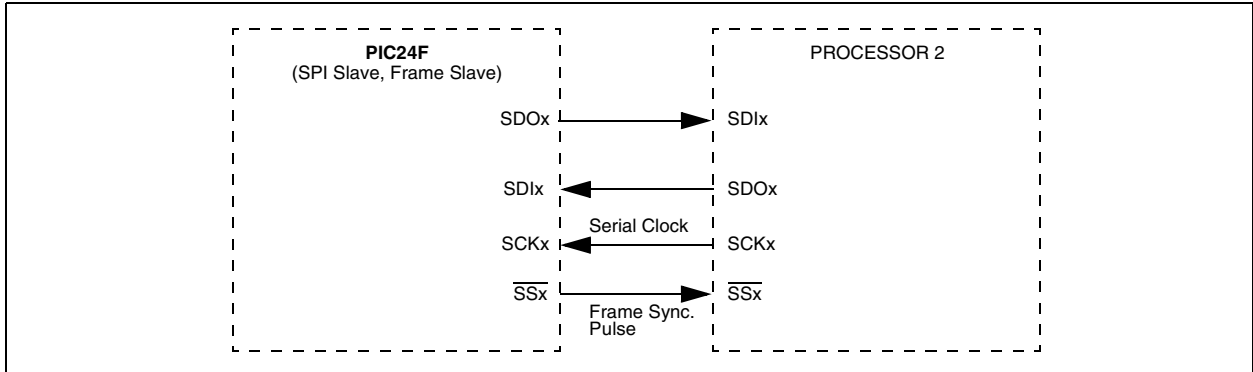 PIC24F
(SPI Slave, Frame Slave)
PROCESSOR 2
SDOx
SDIx
SDIx
SDOx
Serial Clock
SCKx
SCKx
SSx
SSx
Frame Sync.
Pulse